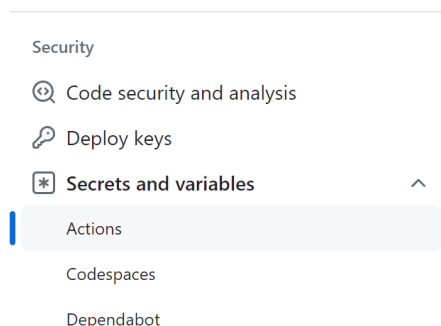 Security
Code security and analysis
Deploy keys
Secrets and variables
Actions
Codespaces
Dependabot